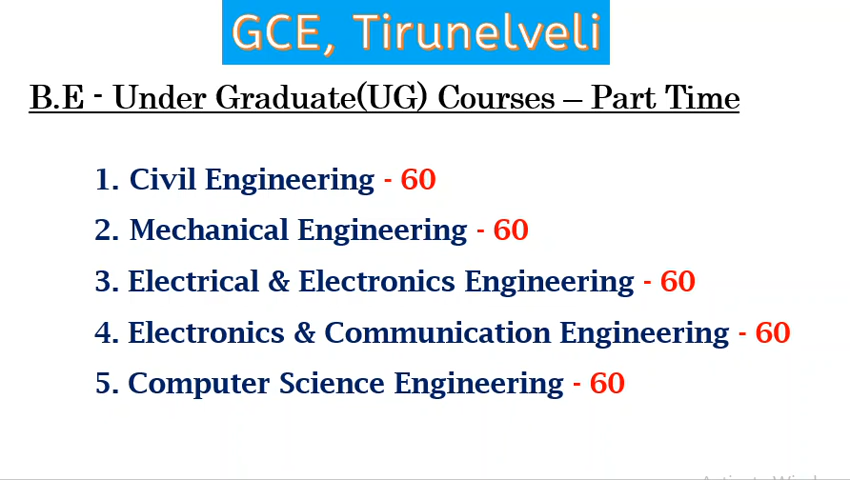 GCE, Tirunelveli
B.E - Under Graduate(UG) Courses – Part Time
1. Civil Engineering - 60
2. Mechanical Engineering - 60
3. Electrical & Electronics Engineering - 60
4. Electronics & Communication Engineering - 60
5. Computer Science Engineering - 60